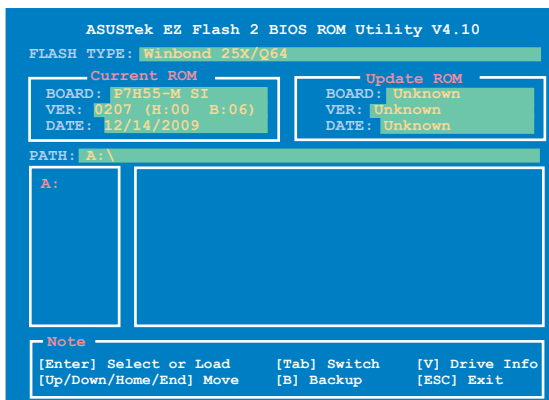 ASUSTek EZ Flash 2 BIOS ROM Utility V4.10
FLASH TYPE: Winbond 25X/Q64
Current ROM
BOARD: P7H55-M SI
VER: 0207 (H:00 B:06)
DATE: 12/14/2009
Update ROM
BOARD: Unknown
VER: Unknown
DATE: Unknown
PATH: A:\
A:
Note
[Enter] Select or Load [Tab] Switch [V] Drive Info
[Up/Down/Home/End] Move [B] Backup [ESC] Exit